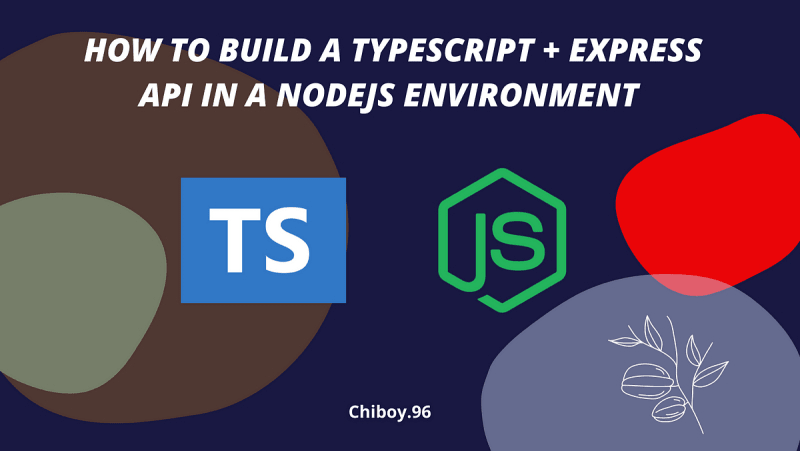 HOW TO BUILD A TYPESCRIPT + EXPRESS
API IN A NODEJS ENVIRONMENT
TS
JS
Chiboy.96